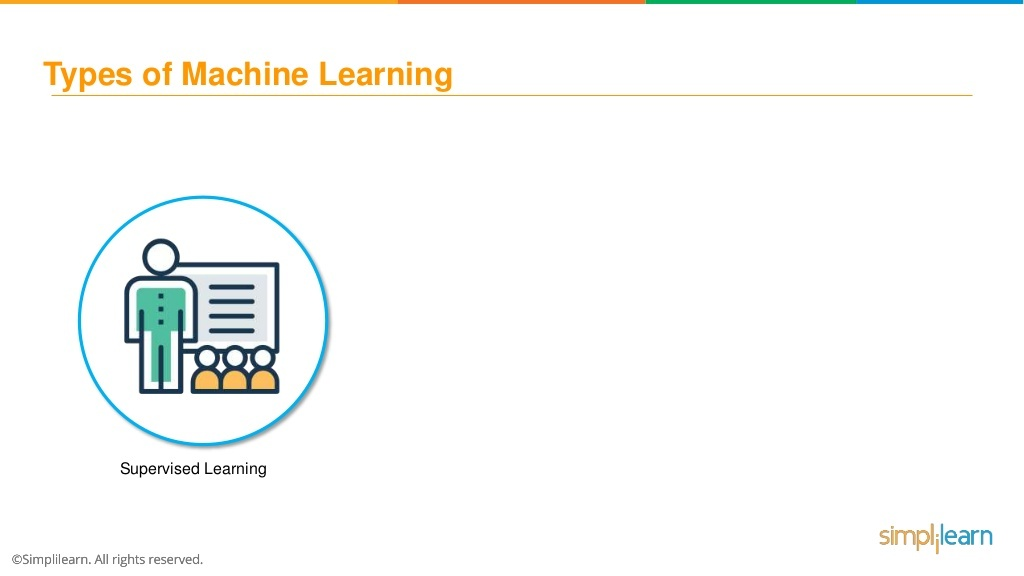 Types of Machine Learning
Supervised Learning
simplilearn
©Simplilearn. All rights reserved.